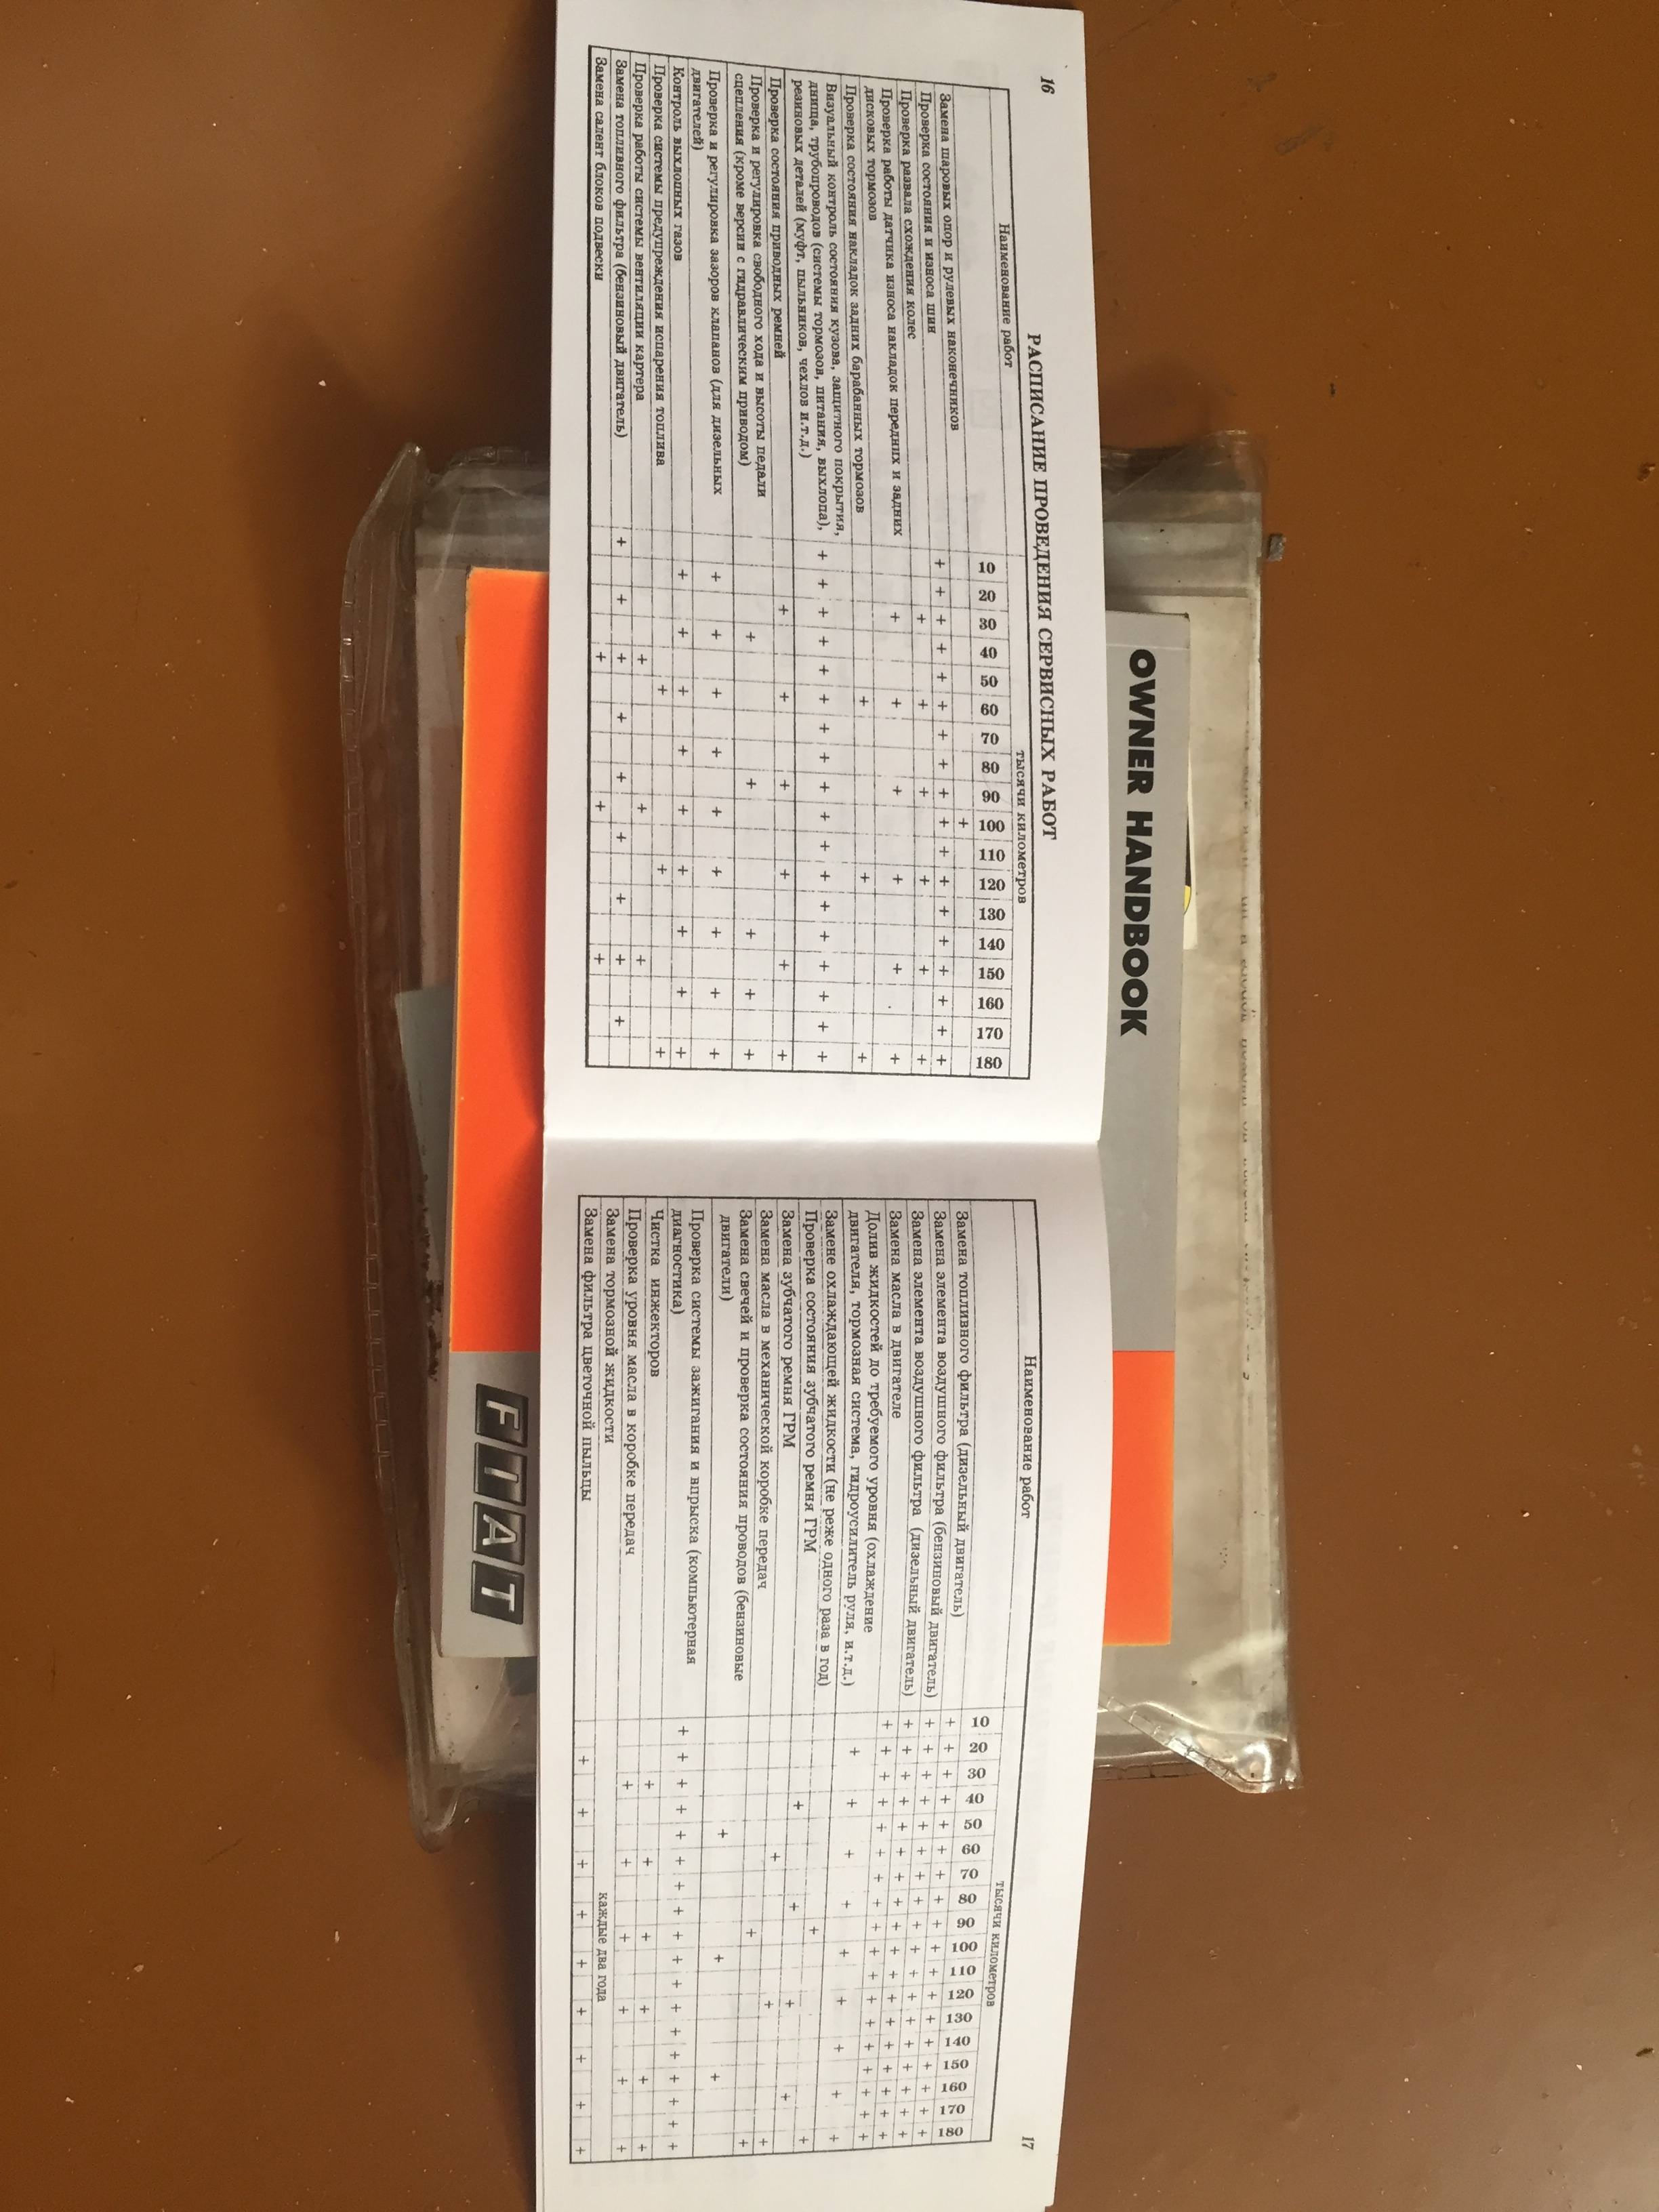 16
РАСПИСАНИЕ ПРОВЕДЕНИЯ СЕРВИСНЫХ РАБОТ
Наименование работ
тысячи километров
10 20 30 40 50 60 70 80 90 100 110 120 130 140 150 160 170 180
Замена шаровых опор и рулевых наконечников +
Проверка состояния и износа шин + + + + + + + + + + + + + + + + + +
Проверка развала схождения колес + + + + + +
Проверка работы датчика износа накладок передних и задних
дисковых тормозов + + + + + +
Проверка состояния накладок задних барабанных тормозов + + +
Визуальный контроль состояния кузова, защитного покрытия,
днища, трубопроводов (системы тормозов, питания, выхлопа),
резиновых деталей (муфт, пыльников, чехлов и.т.д.) + + + + + + + + + + + + + + + + + +
Проверка состояния приводных ремней + + + + + +
Проверка и регулировка свободного хода и высоты педали
сцепления (кроме версии с гидравлическим приводом) + + + + +
Проверка и регулировка зазоров клапанов (для дизельных
двигателей) + + + + + + + + +
Контроль выхлопных газов + + + + + + + + +
Проверка системы предупреждения испарения топлива + + +
Проверка работы системы вентиляции картера + + +
Замена топливного фильтра (бензиновый двигатель) + + + + + + + + +
Замена салент блоков подвески + + +
17
Наименование работ
тысячи километров
10 20 30 40 50 60 70 80 90 100 110 120 130 140 150 160 170 180
Замена топливного фильтра (дизельный двигатель) + + + + + + + + + + + + + + + + + +
Замена элемента воздушного фильтра (бензиновый двигатель) + + + + + + + + + + + + + + + + + +
Замена элемента воздушного фильтра (дизельный двигатель) + + + + + + + + + + + + + + + + + +
Замена масла в двигателе + + + + + + + + + + + + + + + + + +
Долив жидкостей до требуемого уровня (охлаждение
двигателя, тормозная система, гидроусилитель руля, и.т.д.)
Замене охлаждающей жидкости (не реже одного раза в год) + + + + + + + + +
Проверка состояния зубчатого ремня ГРМ + +
Замена зубчатого ремня ГРМ + + + +
Замена масла в механической коробке передач + + +
Замена свечей и проверка состояния проводов (бензиновые
двигатели) + +
Проверка системы зажигания и впрыска (компьютерная
диагностика) + + + + + + + + + + + + + + + + + +
Чистка инжекторов + + + + + +
Проверка уровня масла в коробке передач + + + + + +
Замена тормозной жидкости каждые два года
Замена фильтра цветочной пыльцы + + + + + + + + +
OWNER HANDBOOK
FIAT